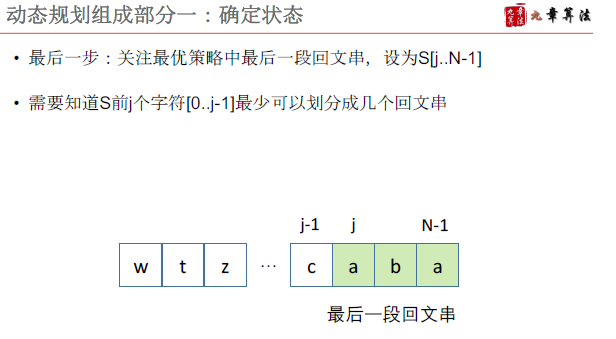 动态规划组成部分一：确定状态
九章算法
• 最后一步：关注最优策略中最后一段回文串，设为S[j..N-1]
• 需要知道S前j个字符[0..j-1]最少可以划分成几个回文串
j-1 j N-1
w t z … c a b a
最后一段回文串